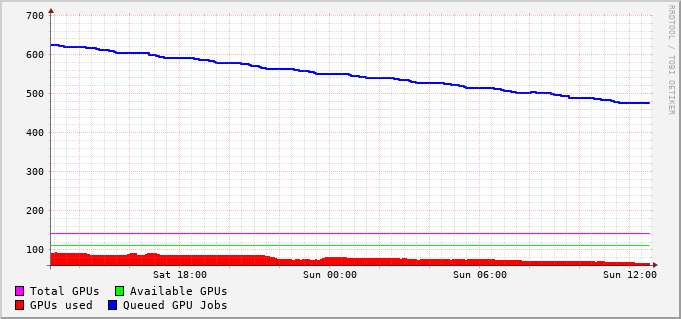 700
600
500
400
300
200
100
Sat 18:00 Sun 00:00 Sun 06:00 Sun 12:00
Total GPUs Available GPUs
GPUs used Queued GPU Jobs
RRDTOOL / TOBI OETIKER